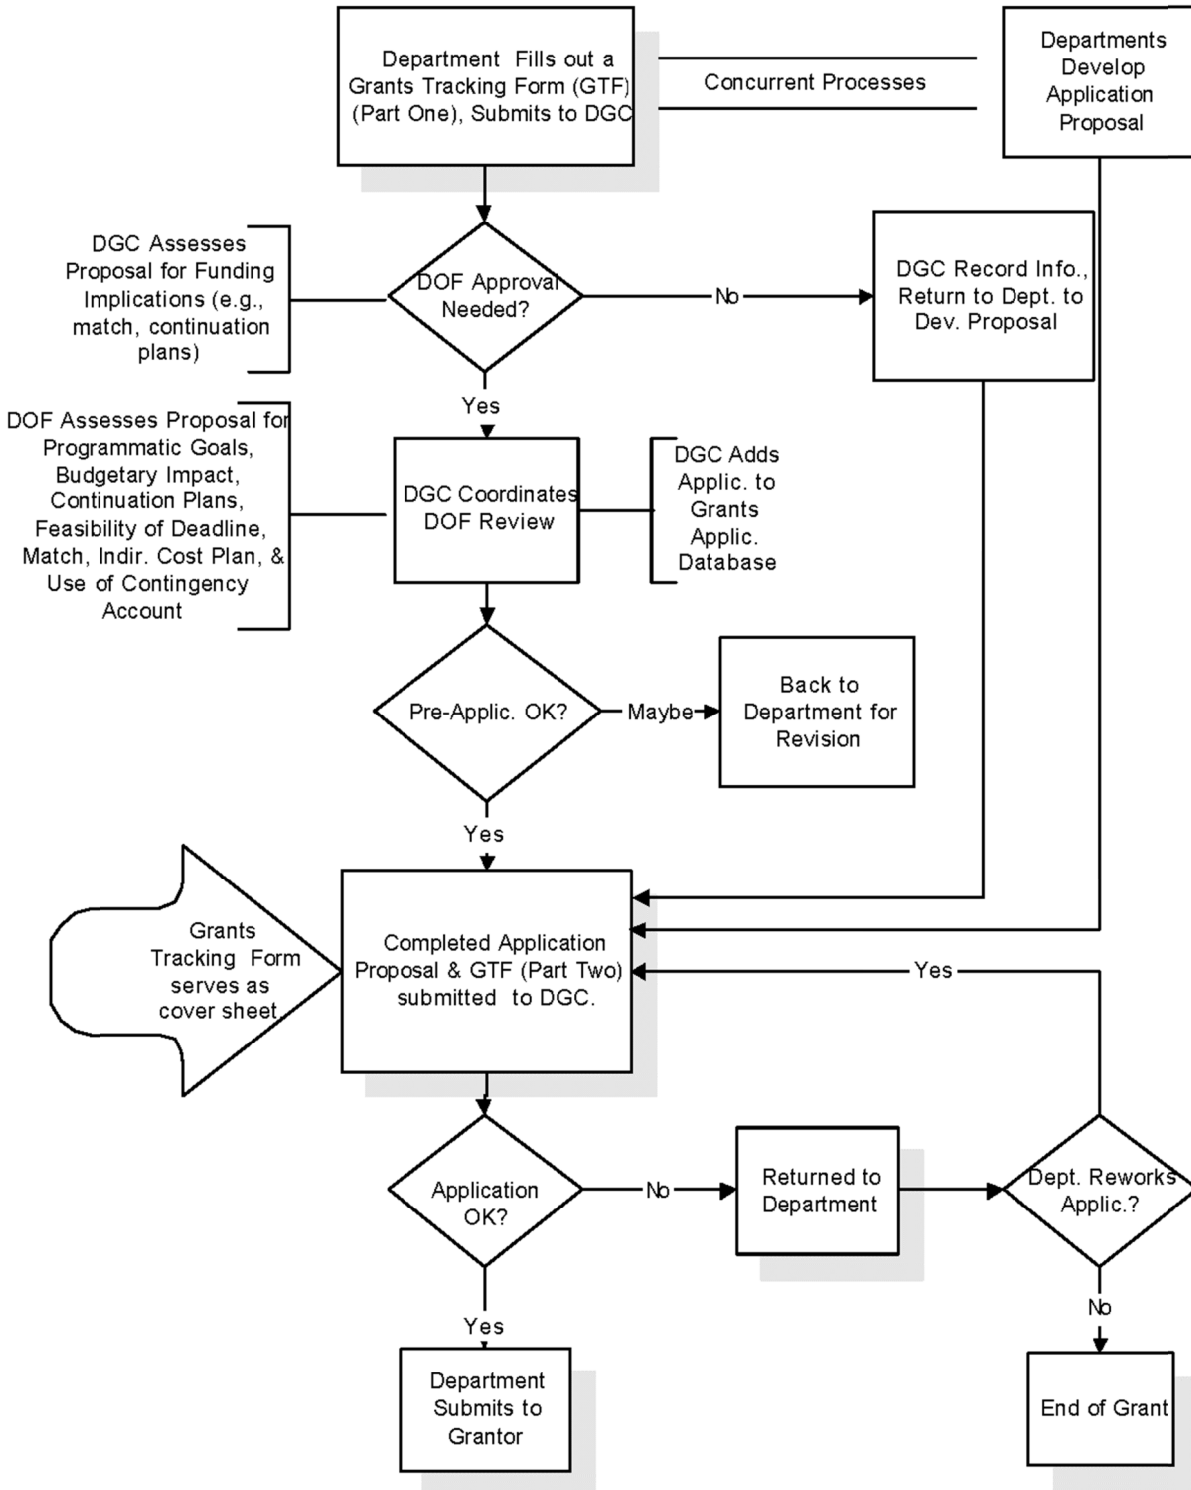 Department Fills out a
Grants Tracking Form (GTF)
(Part One), Submits to DGC
Concurrent Processes
Departments
Develop
Application
Proposal
DGC Assesses
Proposal for Funding
Implications (e.g.,
match, continuation
plans)
DOF Approval
Needed?
No
DGC Record Info.,
Return to Dept. to
Dev. Proposal
Yes
DOF Assesses Proposal for
Programmatic Goals,
Budgetary Impact,
Continuation Plans,
Feasibility of Deadline,
Match, Indir. Cost Plan, &
Use of Contingency
Account
DGC Coordinates
DOF Review
DGC Adds
Applic. to
Grants
Applic.
Database
Pre-Applic. OK?
Maybe
Back to
Department for
Revision
Yes
Grants
Tracking Form
serves as
cover sheet
Completed Application
Proposal & GTF (Part Two)
submitted to DGC.
Yes
Application
OK?
No
Returned to
Department
Dept. Reworks
Applic.?
Yes
No
Department
Submits to
Grantor
End of Grant